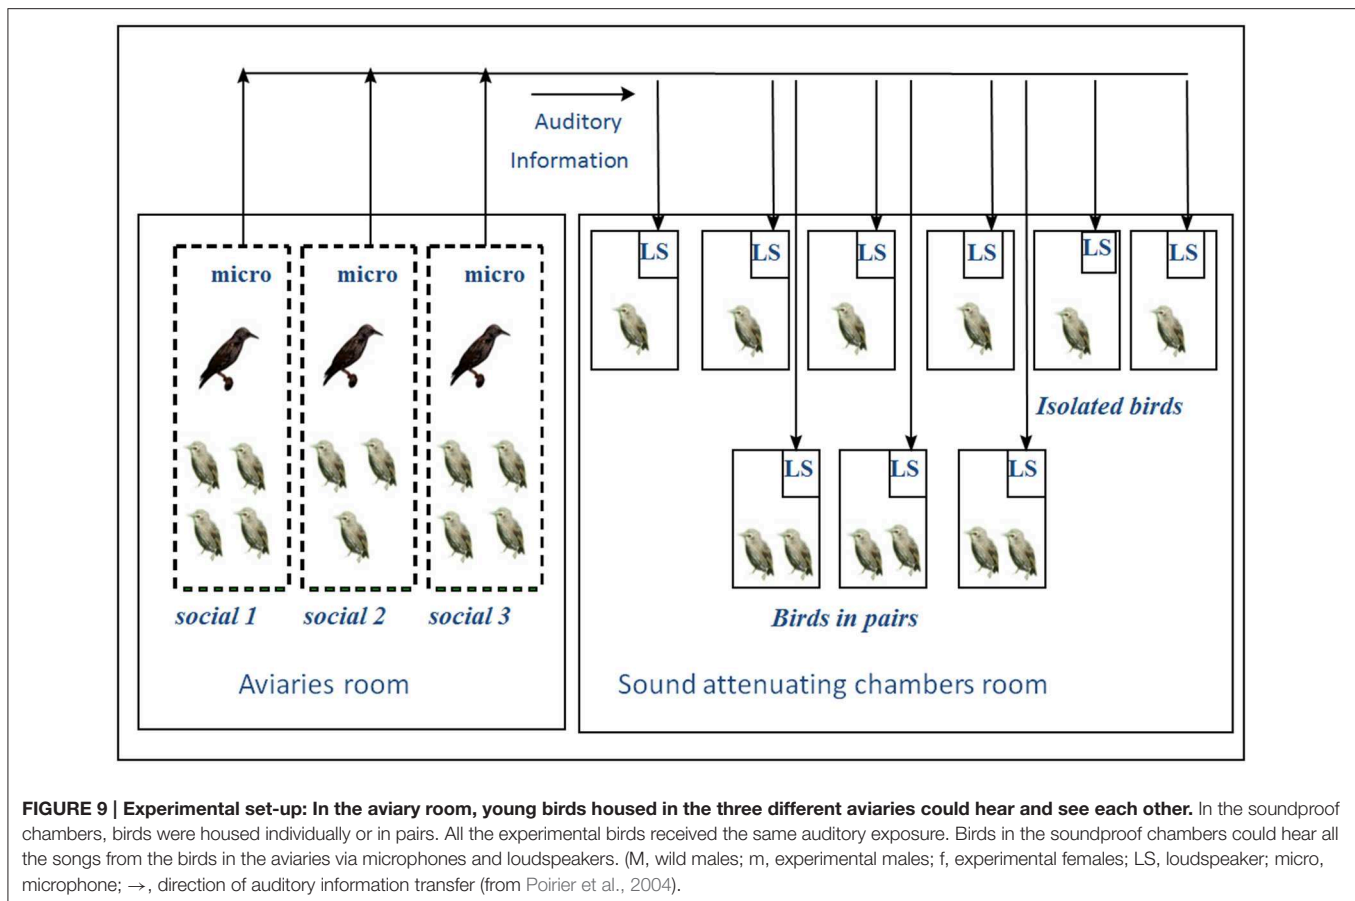 Auditory
Information
micro
micro
micro
LS
LS
LS
LS
LS
LS
Isolated birds
LS
LS
LS
social 1
social 2
social 3
Birds in pairs
Aviaries room
Sound attenuating chambers room
FIGURE 9 | Experimental set-up: In the aviary room, young birds housed in the three different aviaries could hear and see each other. In the soundproof
chambers, birds were housed individually or in pairs. All the experimental birds received the same auditory exposure. Birds in the soundproof chambers could hear all
the songs from the birds in the aviaries via microphones and loudspeakers. (M, wild males; m, experimental males; f, experimental females; LS, loudspeaker; micro,
microphone; →, direction of auditory information transfer (from Poirier et al., 2004).